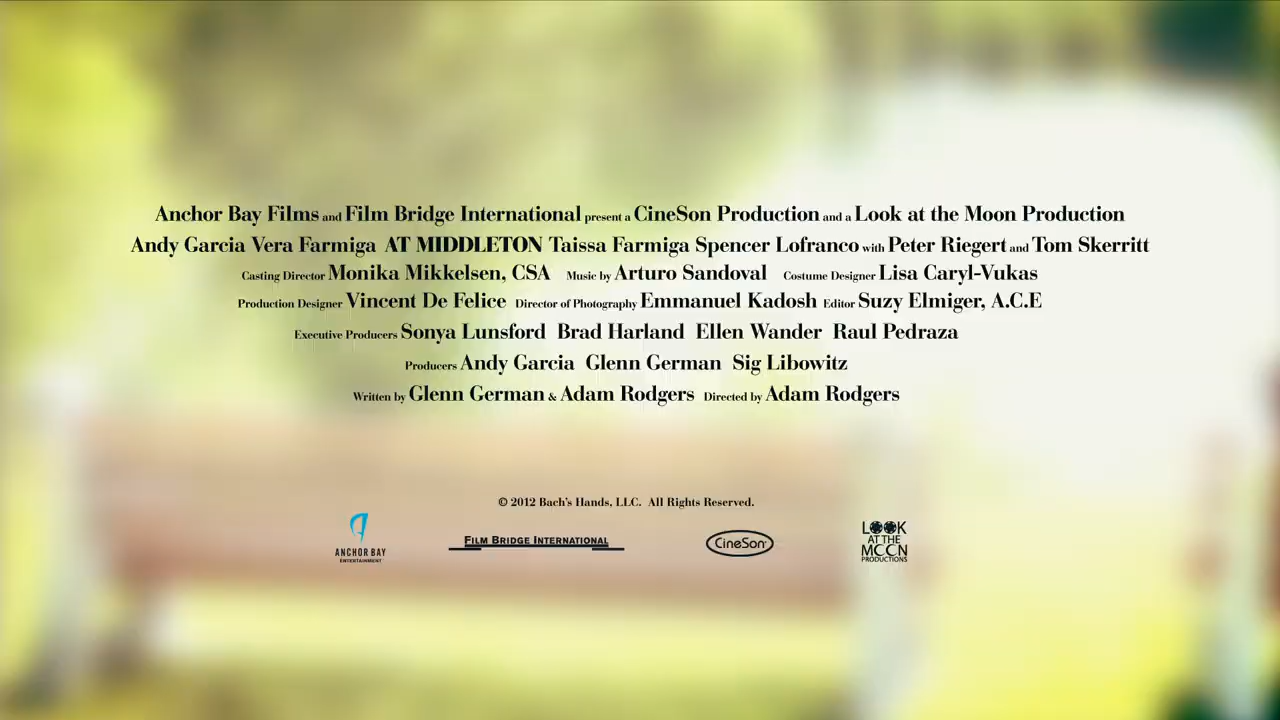 Anchor Bay Films and Film Bridge International present a CineSon Production and a Look at the Moon Production
Andy Garcia Vera Farmiga AT MIDDLETON Taissa Farmiga Spencer Lofranco with Peter Riegert and Tom Skerritt
Casting Director Monika Mikkelsen, CSA Music by Arturo Sandoval Costume Designer Lisa Caryl-Vukas
Production Designer Vincent De Felice Director of Photography Emmanuel Kadosh Editor Suzy Elmiger, A.C.E
Executive Producers Sonya Lunsford Brad Harland Ellen Wander Raul Pedraza
Producers Andy Garcia Glenn German Sig Libowitz
Written by Glenn German & Adam Rodgers Directed by Adam Rodgers
© 2012 Bach's Hands, LLC. All Rights Reserved.
ANCHOR BAY
ENTERTAINMENT
FILM BRIDGE INTERNATIONAL
CineSon
LOOK
AT THE
MOON
PRODUCTIONS